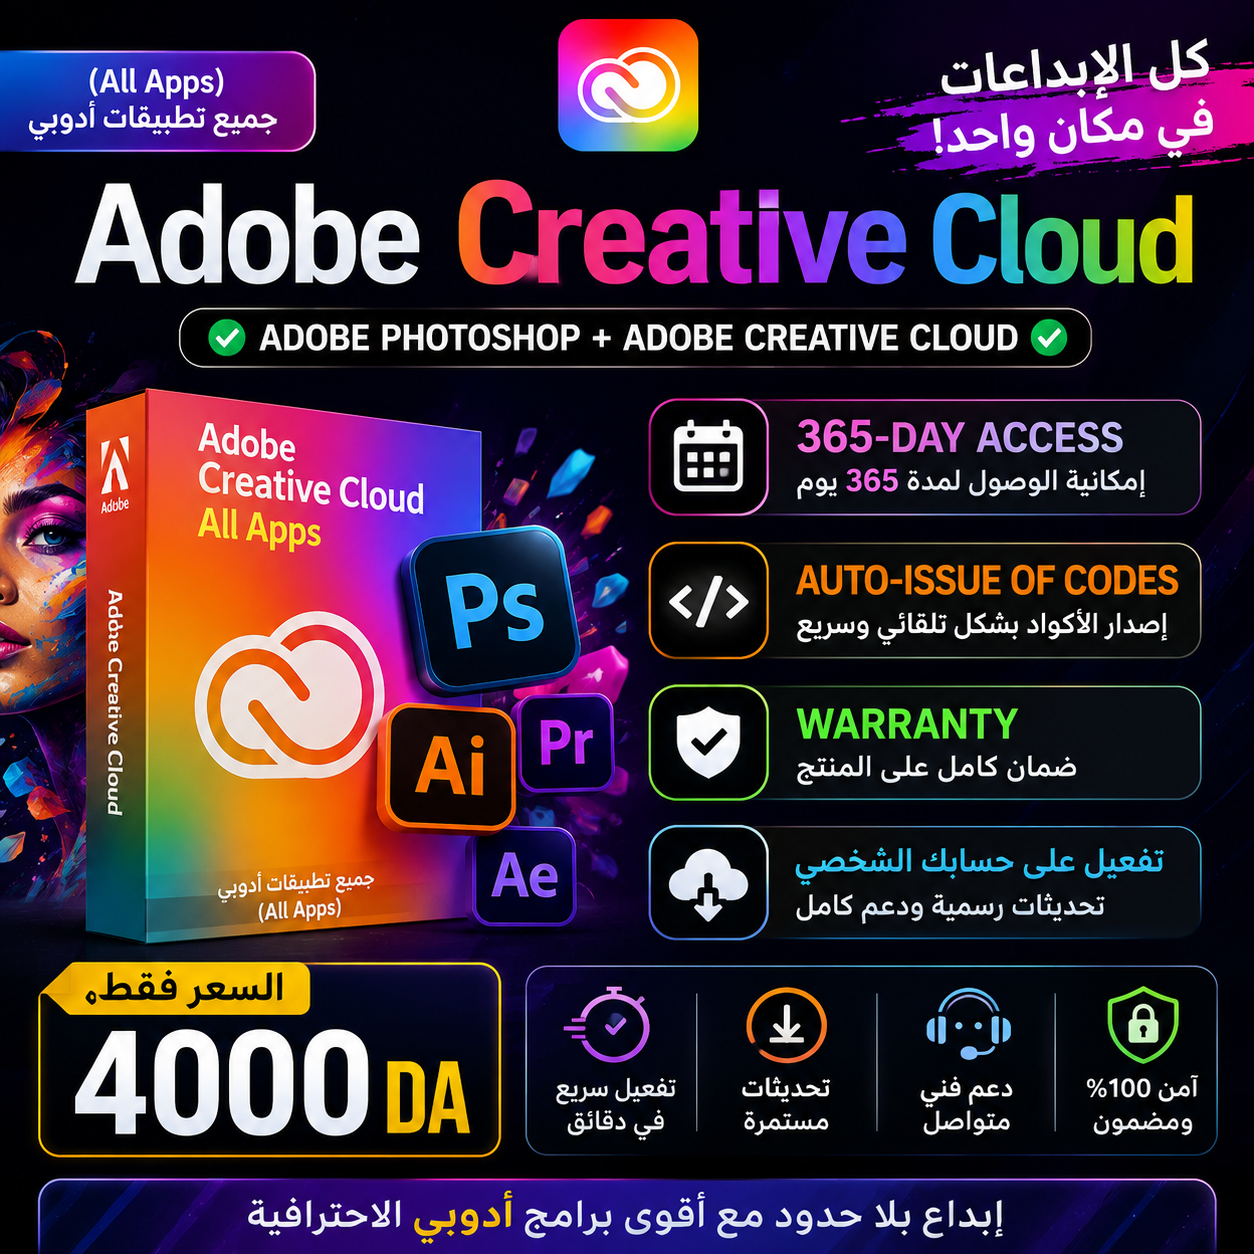 (All Apps)
جميع تطبيقات أدوبي
كل الإبداعات
في مكان واحد!
Adobe Creative Cloud
ADOBE PHOTOSHOP + ADOBE CREATIVE CLOUD
Adobe
Adobe Creative Cloud
Adobe
Creative Cloud
All Apps
Ps
Ai
Pr
Ae
جميع تطبيقات أدوبي
(All Apps)
365-DAY ACCESS
إمكانية الوصول لمدة 365 يوم
AUTO-ISSUE OF CODES
إصدار الأكواد بشكل تلقائي وسريع
WARRANTY
ضمان كامل على المنتج
تفعيل على حسابك الشخصي
تحديثات رسمية ودعم كامل
السعر فقط
4000 DA
تفعيل سريع
في دقائق
تحديثات
مستمرة
دعم فني
متواصل
آمن 100%
ومضمون
إبداع بلا حدود مع أقوى برامج أدوبي الاحترافية